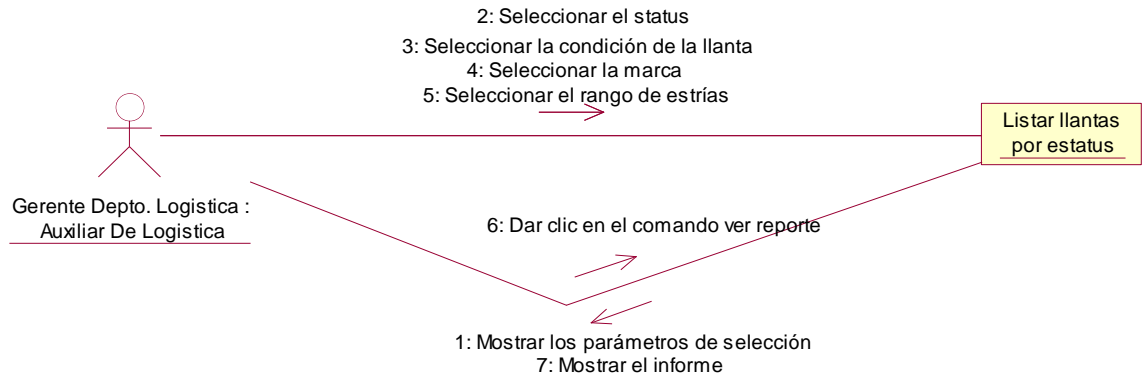 2: Seleccionar el status
3: Seleccionar la condición de la llanta
4: Seleccionar la marca
5: Seleccionar el rango de estrías
Listar llantas
por estatus
Gerente Depto. Logistica :
Auxiliar De Logistica
6: Dar clic en el comando ver reporte
1: Mostrar los parámetros de selección
7: Mostrar el informe